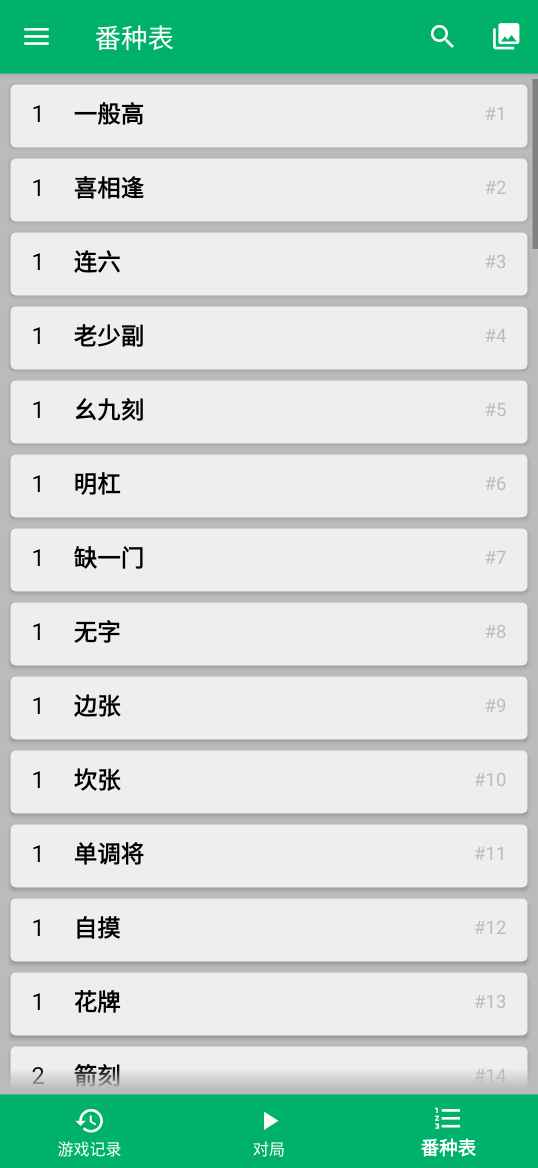 番种表
1 一般高 #1
1 喜相逢 #2
1 连六 #3
1 老少副 #4
1 幺九刻 #5
1 明杠 #6
1 缺一门 #7
1 无字 #8
1 边张 #9
1 坎张 #10
1 单调将 #11
1 自摸 #12
1 花牌 #13
2 箭刻 #14
游戏记录 对局 番种表